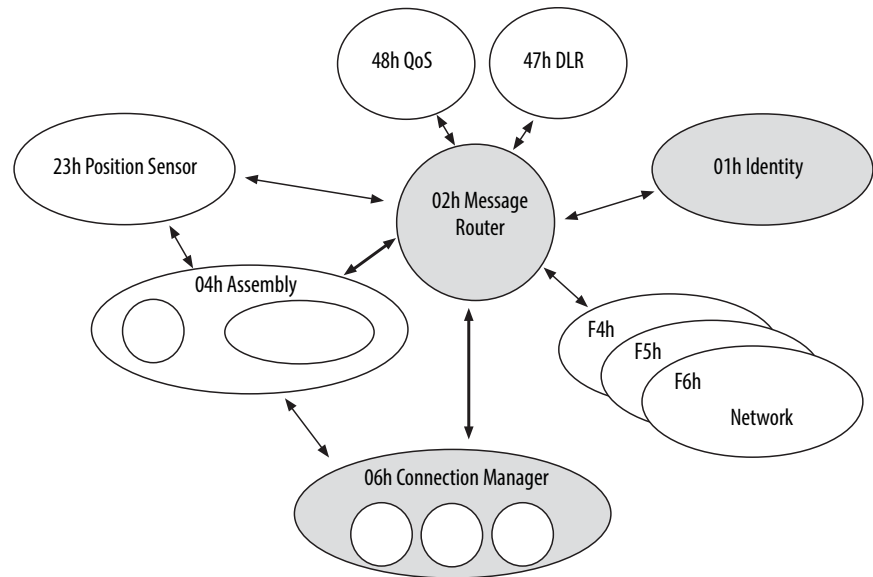 48h QoS
47h DLR
23h Position Sensor
02h Message
Router
01h Identity
04h Assembly
F4h
F5h
F6h
Network
06h Connection Manager